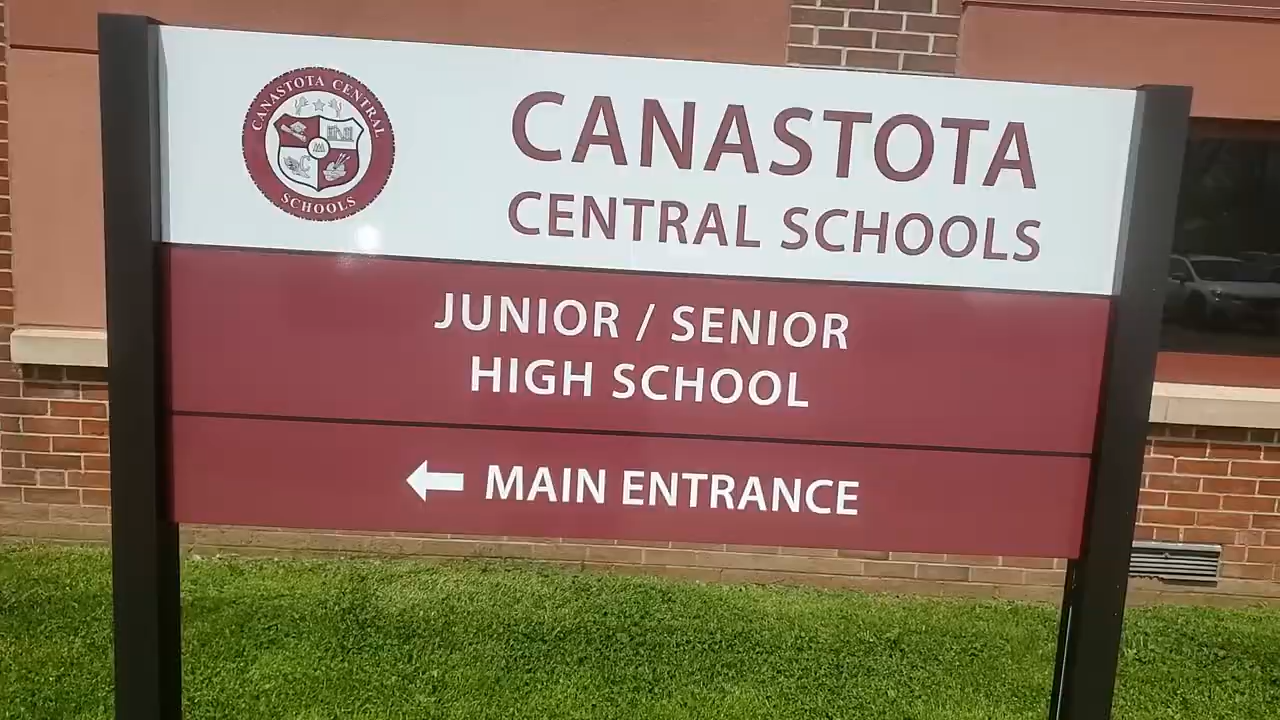 CANASTOTA CENTRAL
SCHOOLS
C
CANASTOTA
CENTRAL SCHOOLS
JUNIOR / SENIOR
HIGH SCHOOL
MAIN ENTRANCE